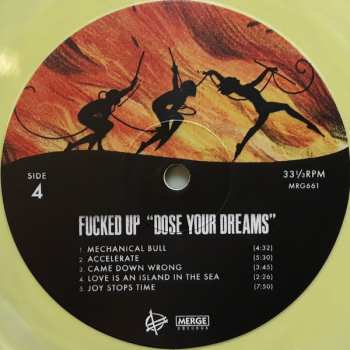 SIDE
4
33⅓RPM
MRG661
FUCKED UP "DOSE YOUR DREAMS"
1. MECHANICAL BULL (4:32)
2. ACCELERATE (5:30)
3. CAME DOWN WRONG (3:45)
4. LOVE IS AN ISLAND IN THE SEA (2:26)
5. JOY STOPS TIME (7:50)
MERGE
RECORDS